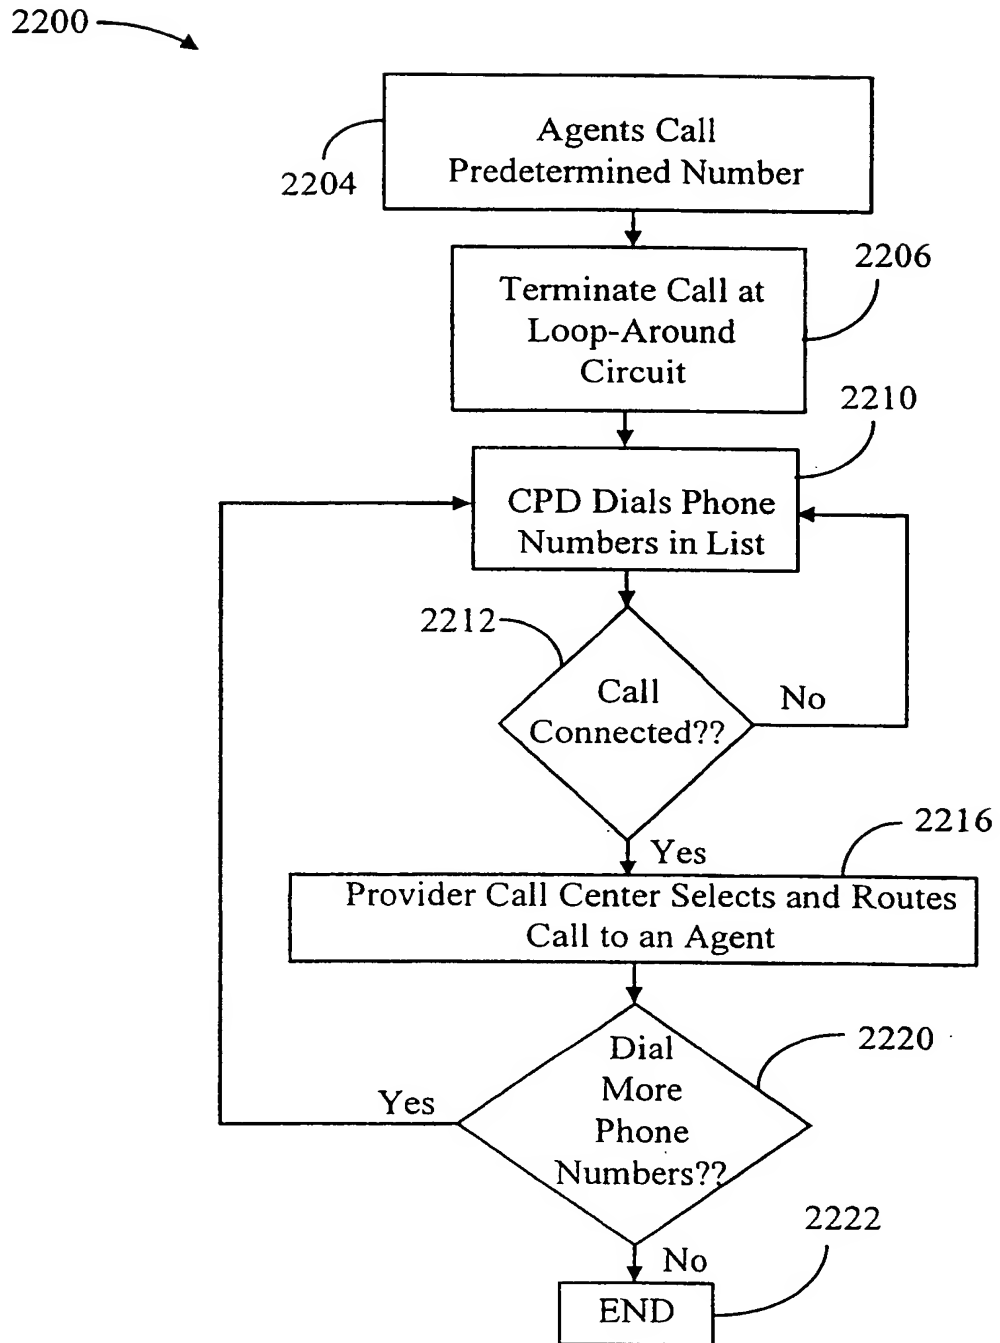 2200
Agents Call
Predetermined Number
2204
2206
Terminate Call at
Loop-Around
Circuit
2210
CPD Dials Phone
Numbers in List
2212
Call
Connected??
No
Yes
2216
Provider Call Center Selects and Routes
Call to an Agent
2220
Dial
More
Phone
Numbers??
Yes
2222
No
END